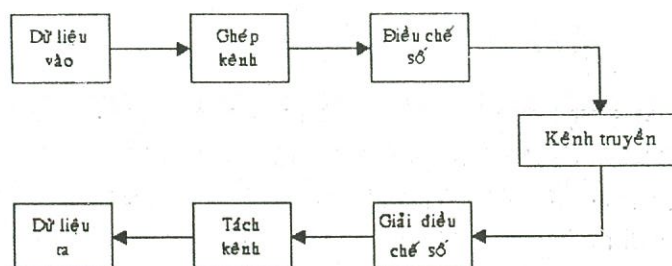 Dữ liệu
vào
Ghép
kênh
Điều chế
số
Kênh truyền
Giải điều
chế số
Tách
kênh
Dữ liệu
ra